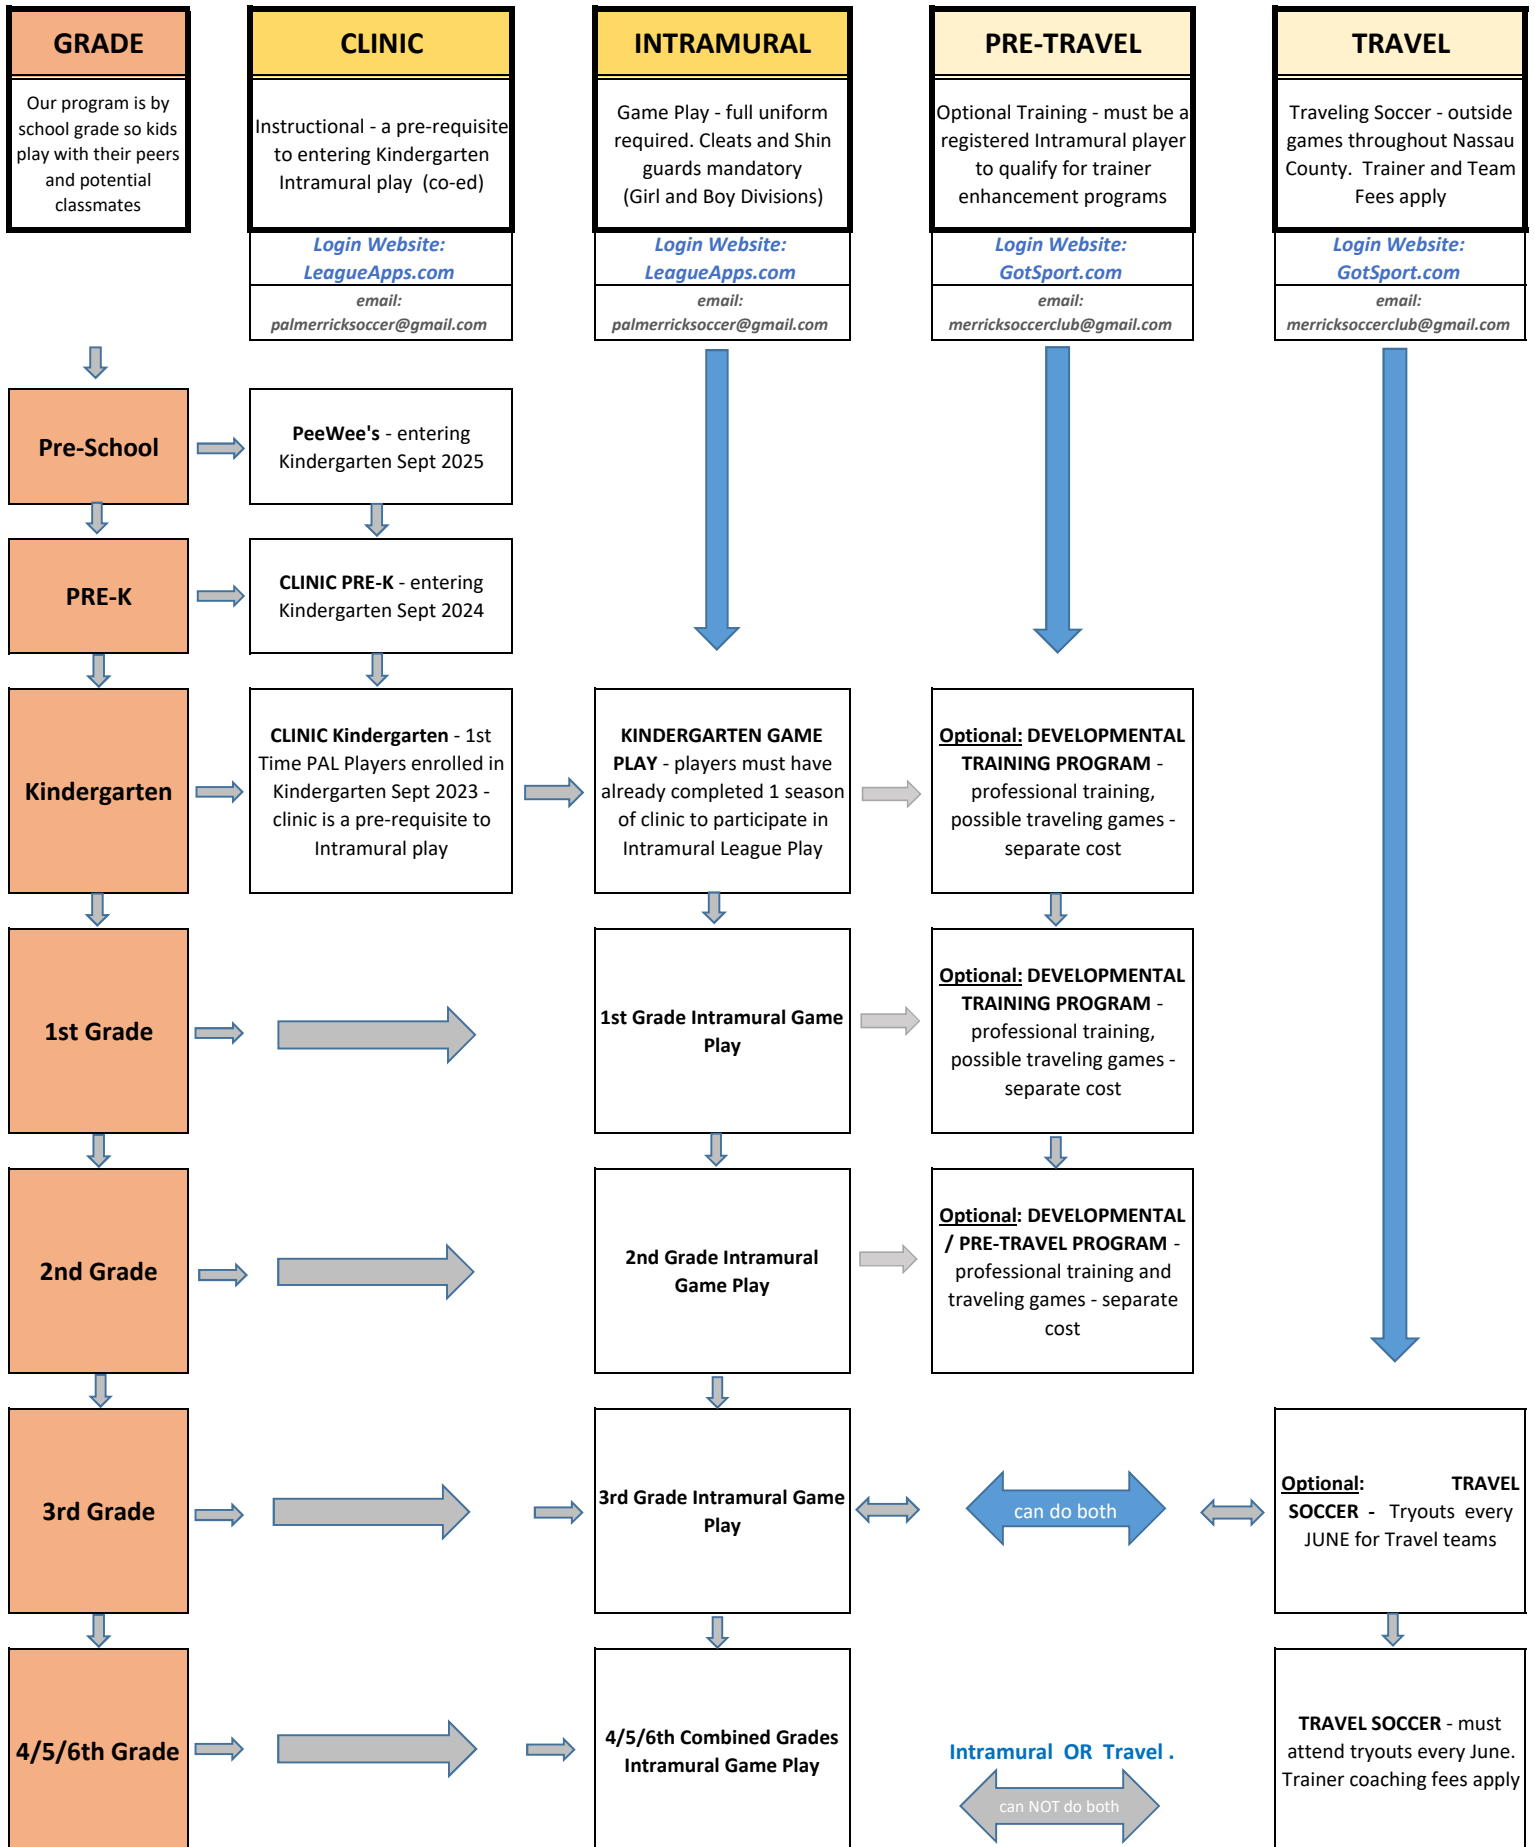 GRADE
Our program is by
school grade so kids
play with their peers
and potential
classmates
CLINIC
Instructional - a pre-requisite
to entering Kindergarten
Intramural play (co-ed)
Login Website:
LeagueApps.com
email:
palmerricksoccer@gmail.com
INTRAMURAL
Game Play - full uniform
required. Cleats and Shin
guards mandatory
(Girl and Boy Divisions)
Login Website:
LeagueApps.com
email:
palmerricksoccer@gmail.com
PRE-TRAVEL
Optional Training - must be a
registered Intramural player
to qualify for trainer
enhancement programs
Login Website:
GotSport.com
email:
merricksoccerclub@gmail.com
TRAVEL
Traveling Soccer - outside
games throughout Nassau
County. Trainer and Team
Fees apply
Login Website:
GotSport.com
email:
merricksoccerclub@gmail.com
Pre-School
PeeWee's - entering
Kindergarten Sept 2025
PRE-K
CLINIC PRE-K - entering
Kindergarten Sept 2024
Kindergarten
CLINIC Kindergarten - 1st
Time PAL Players enrolled in
Kindergarten Sept 2023 -
clinic is a pre-requisite to
Intramural play
KINDERGARTEN GAME
PLAY - players must have
already completed 1 season
of clinic to participate in
Intramural League Play
Optional: DEVELOPMENTAL
TRAINING PROGRAM -
professional training,
possible traveling games -
separate cost
1st Grade
1st Grade Intramural Game
Play
Optional: DEVELOPMENTAL
TRAINING PROGRAM -
professional training,
possible traveling games -
separate cost
2nd Grade
2nd Grade Intramural
Game Play
Optional: DEVELOPMENTAL
/ PRE-TRAVEL PROGRAM -
professional training and
traveling games - separate
cost
3rd Grade
3rd Grade Intramural Game
Play
can do both
Optional: TRAVEL
SOCCER - Tryouts every
JUNE for Travel teams
4/5/6th Grade
4/5/6th Combined Grades
Intramural Game Play
Intramural OR Travel .
can NOT do both
TRAVEL SOCCER - must
attend tryouts every June.
Trainer coaching fees apply